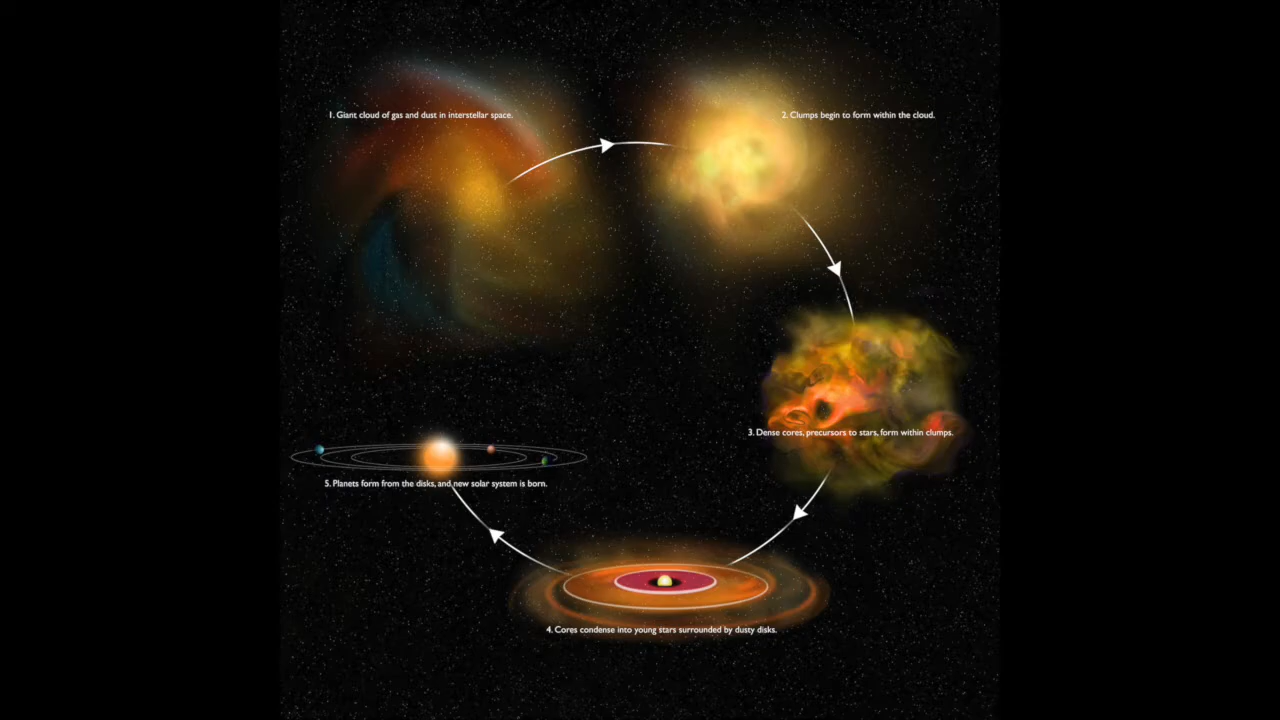 1. Giant cloud of gas and dust in interstellar space.
2. Clumps begin to form within the cloud.
3. Dense cores, precursors to stars, form within clumps.
4. Cores condense into young stars surrounded by dusty disks.
5. Planets form from the disks, and new solar system is born.